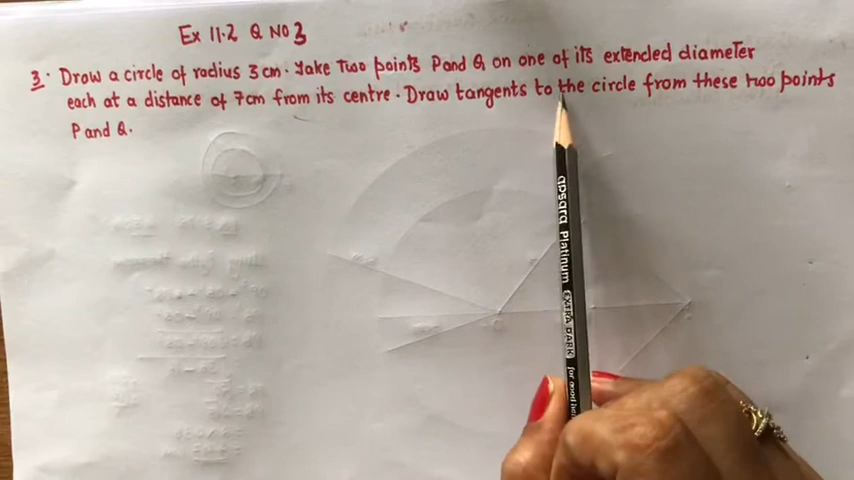 Ex 11.2 Q NO 3
3. Draw a circle of radius 3 cm. Take Two points P and Q on one of its extended diameter
each at a distance of 7cm from its centre. Draw tangents to the circle from these two points
P and Q.
apsara Platinum EXTRA DARK